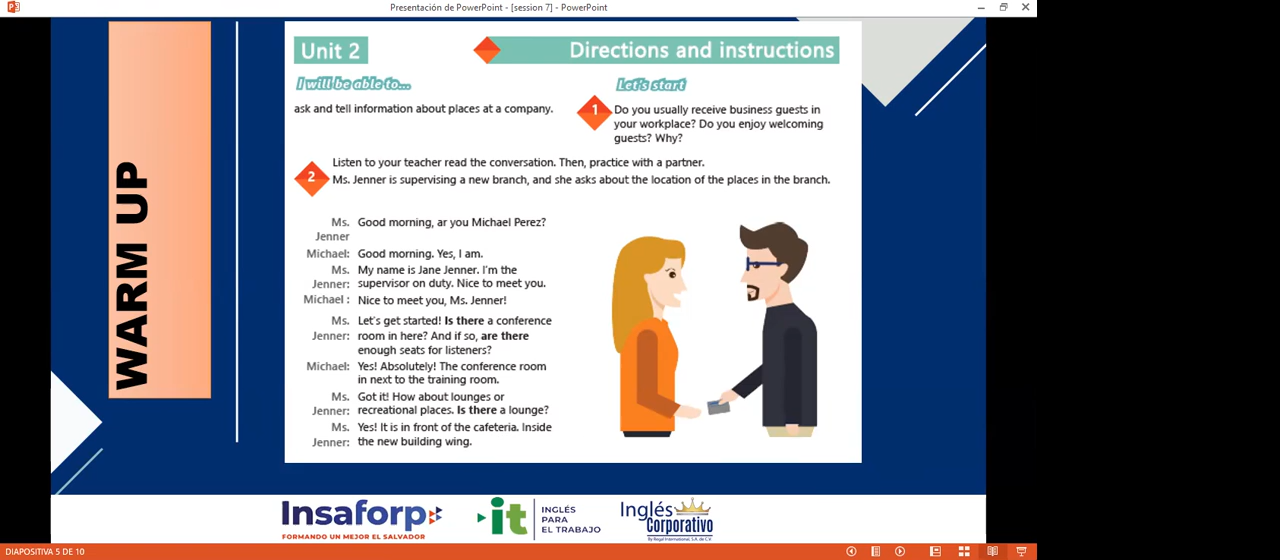 Presentación de PowerPoint - [session 7] - PowerPoint
WARM UP
Unit 2
Directions and instructions
I will be able to...
ask and tell information about places at a company.
Let's start
1
Do you usually receive business guests in
your workplace? Do you enjoy welcoming
guests? Why?
2
Listen to your teacher read the conversation. Then, practice with a partner.
Ms. Jenner is supervising a new branch, and she asks about the location of the places in the branch.
Ms. Good morning, ar you Michael Perez?
Jenner
Michael: Good morning. Yes, I am.
Ms. My name is Jane Jenner. I'm the
Jenner: supervisor on duty. Nice to meet you.
Michael : Nice to meet you, Ms. Jenner!
Ms. Let's get started! Is there a conference
Jenner: room in here? And if so, are there
enough seats for listeners?
Michael: Yes! Absolutely! The conference room
in next to the training room.
Ms. Got it! How about lounges or
Jenner: recreational places. Is there a lounge?
Ms. Yes! It is in front of the cafeteria. Inside
Jenner: the new building wing.
Insaforp
FORMANDO UN MEJOR EL SALVADOR
it
INGLÉS
PARA
EL TRABAJO
Inglés
Corporativo
By Royal International, S.A. de C.V.
DIAPOSITIVA 5 DE 10